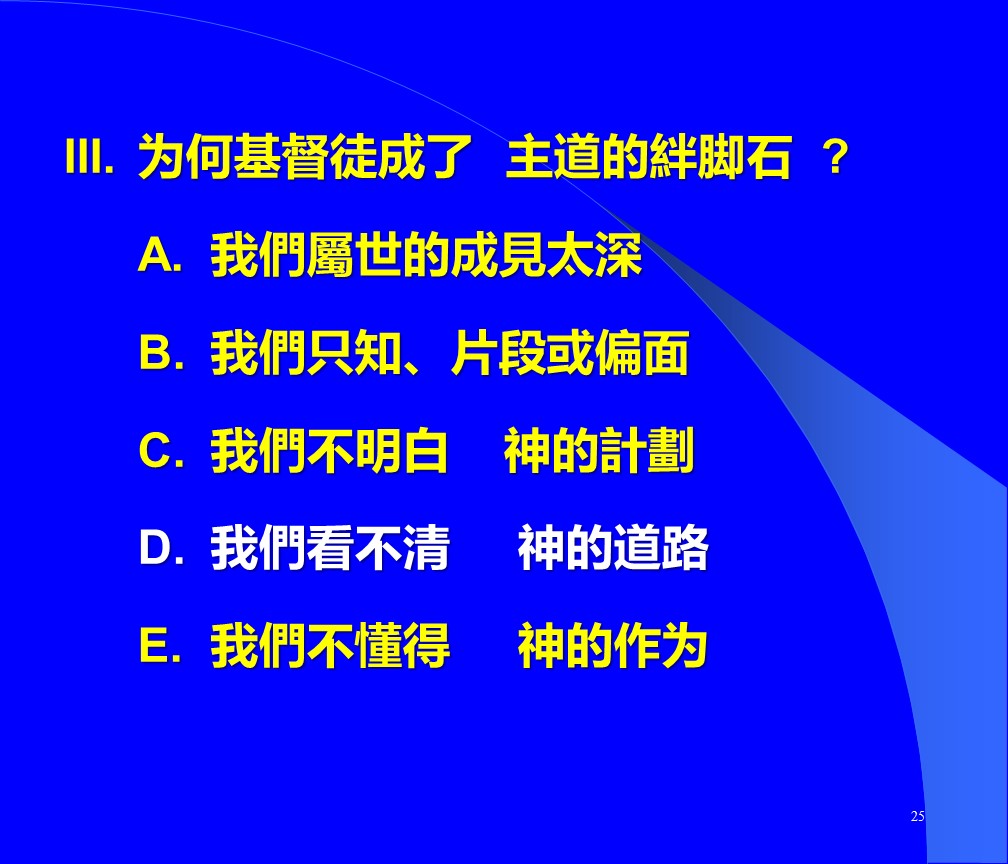 III. 为何基督徒成了 主道的絆脚石 ？
A. 我們屬世的成見太深
B. 我們只知、片段或偏面
C. 我們不明白 神的計劃
D. 我們看不清 神的道路
E. 我們不懂得 神的作为
25